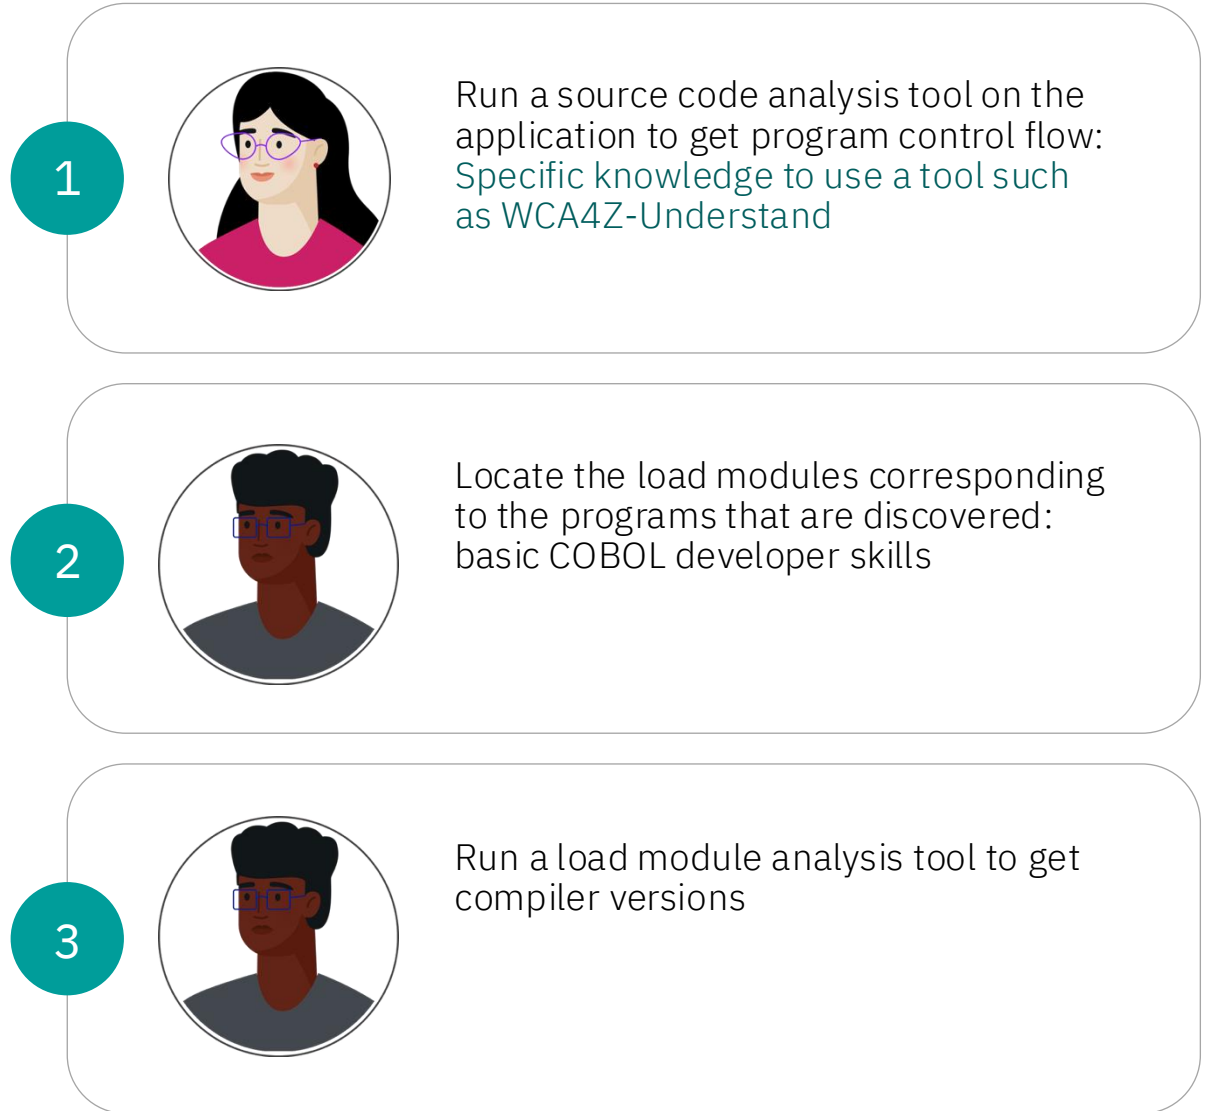 1
Run a source code analysis tool on the
application to get program control flow:
Specific knowledge to use a tool such
as WCA4Z-Understand
2
Locate the load modules corresponding
to the programs that are discovered:
basic COBOL developer skills
3
Run a load module analysis tool to get
compiler versions